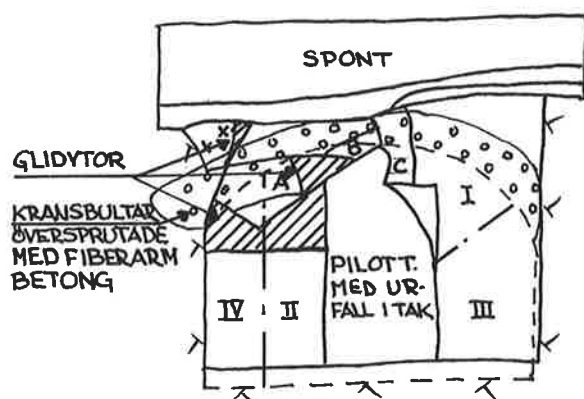 SPONT
GLIDYTOR
A
C
I
KRANSBULTAR
ÖVERSPRUTADE
MED FIBERARM
BETONG
IV
II
PILOTT.
MED UR-
FALL I TAK
III